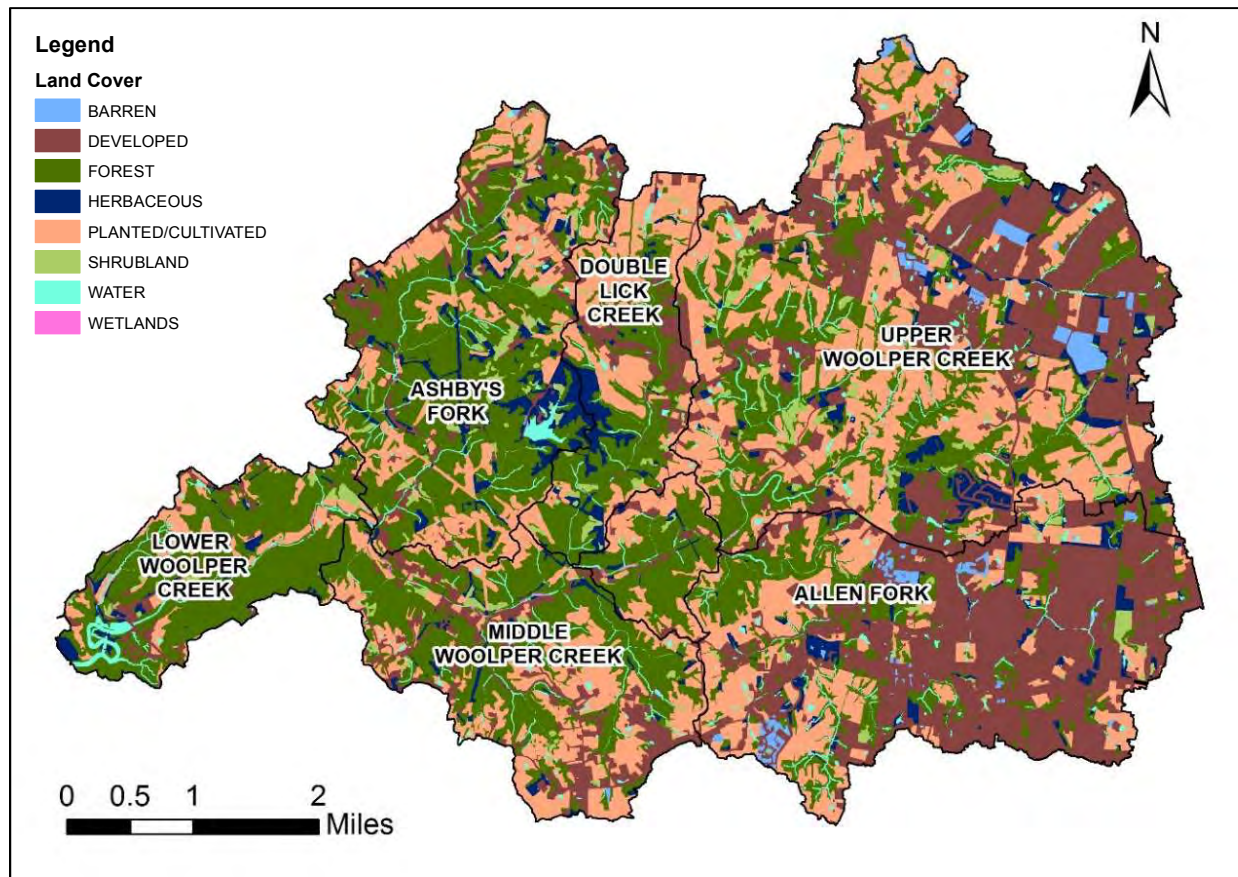 Legend
Land Cover
BARREN
DEVELOPED
FOREST
HERBACEOUS
PLANTED/CULTIVATED
SHRUBLAND
WATER
WETLANDS
N
DOUBLE
LICK
CREEK
UPPER
WOOLPER CREEK
ASHBY'S
FORK
LOWER
WOOLPER
CREEK
ALLEN FORK
MIDDLE
WOOLPER CREEK
0 0.5 1 2
Miles